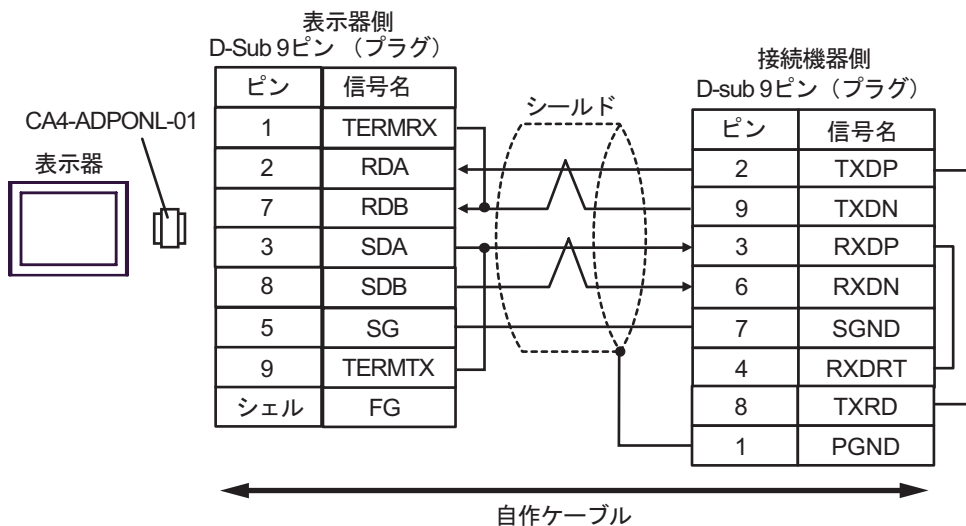 表示器側
D-Sub 9ピン （プラグ）
ピン 信号名
1 TERMRX
2 RDA
7 RDB
3 SDA
8 SDB
5 SG
9 TERMTX
シェル FG
CA4-ADPONL-01
表示器
シールド
接続機器側
D-sub 9ピン（プラグ）
ピン 信号名
2 TXDP
9 TXDN
3 RXDP
6 RXDN
7 SGND
4 RXDRT
8 TXRD
1 PGND
自作ケーブル